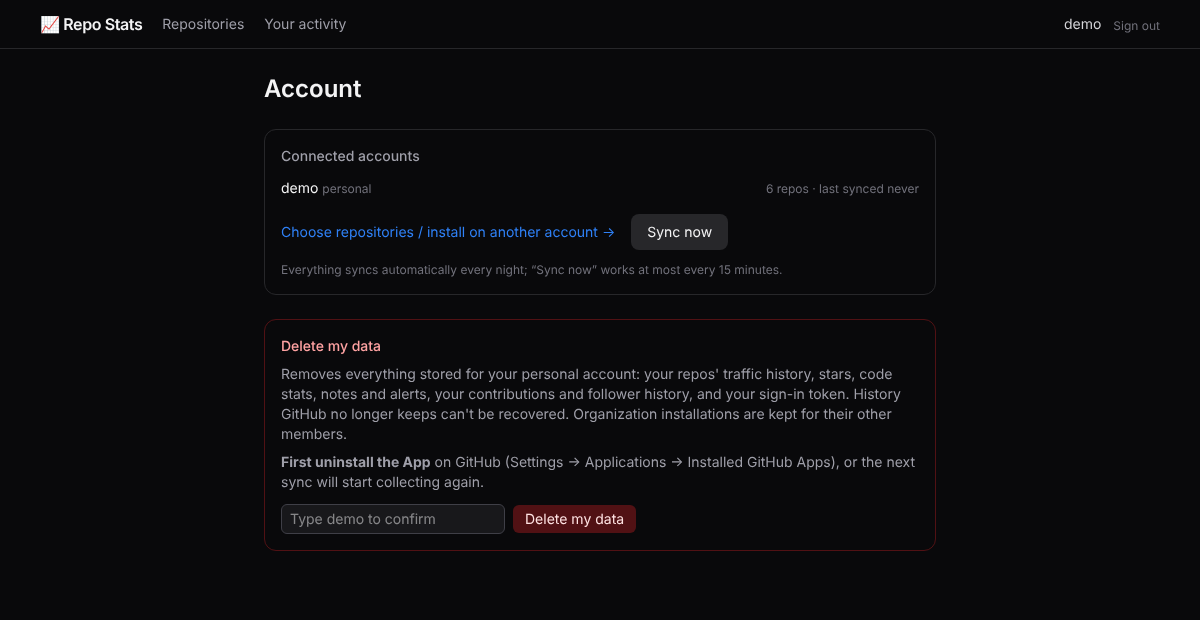 📈 Repo Stats Repositories Your activity demo Sign out
Account
Connected accounts
demo personal 6 repos · last synced never
Choose repositories / install on another account → Sync now
Everything syncs automatically every night; “Sync now” works at most every 15 minutes.
Delete my data
Removes everything stored for your personal account: your repos' traffic history, stars, code
stats, notes and alerts, your contributions and follower history, and your sign-in token. History
GitHub no longer keeps can't be recovered. Organization installations are kept for their other
members.
First uninstall the App on GitHub (Settings → Applications → Installed GitHub Apps), or the next
sync will start collecting again.
Type demo to confirm Delete my data